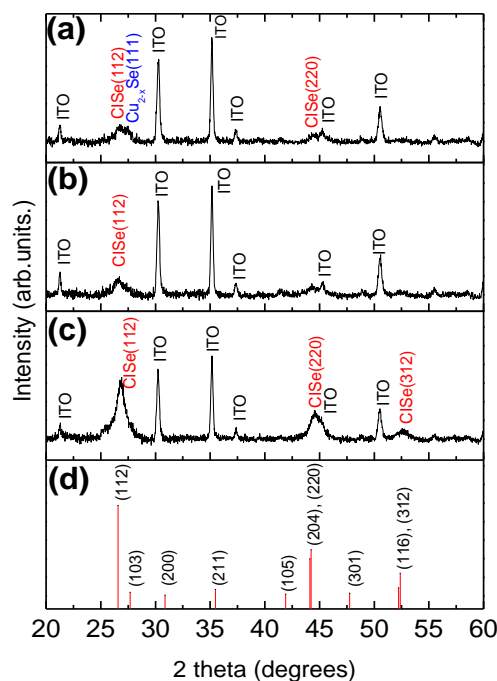 (a)
ITO
CISe(112)
Cu2-xSe(111)
ITO
ITO
ITO
CISe(220)
ITO
ITO
(b)
ITO
CISe(112)
ITO
ITO
ITO
ITO
ITO
(c)
ITO
CISe(112)
ITO
ITO
ITO
CISe(220)
ITO
ITO
CISe(312)
(d)
(112)
(103)
(200)
(211)
(105)
(204), (220)
(301)
(116), (312)
Intensity (arb.units.)
20 25 30 35 40 45 50 55 60
2 theta (degrees)